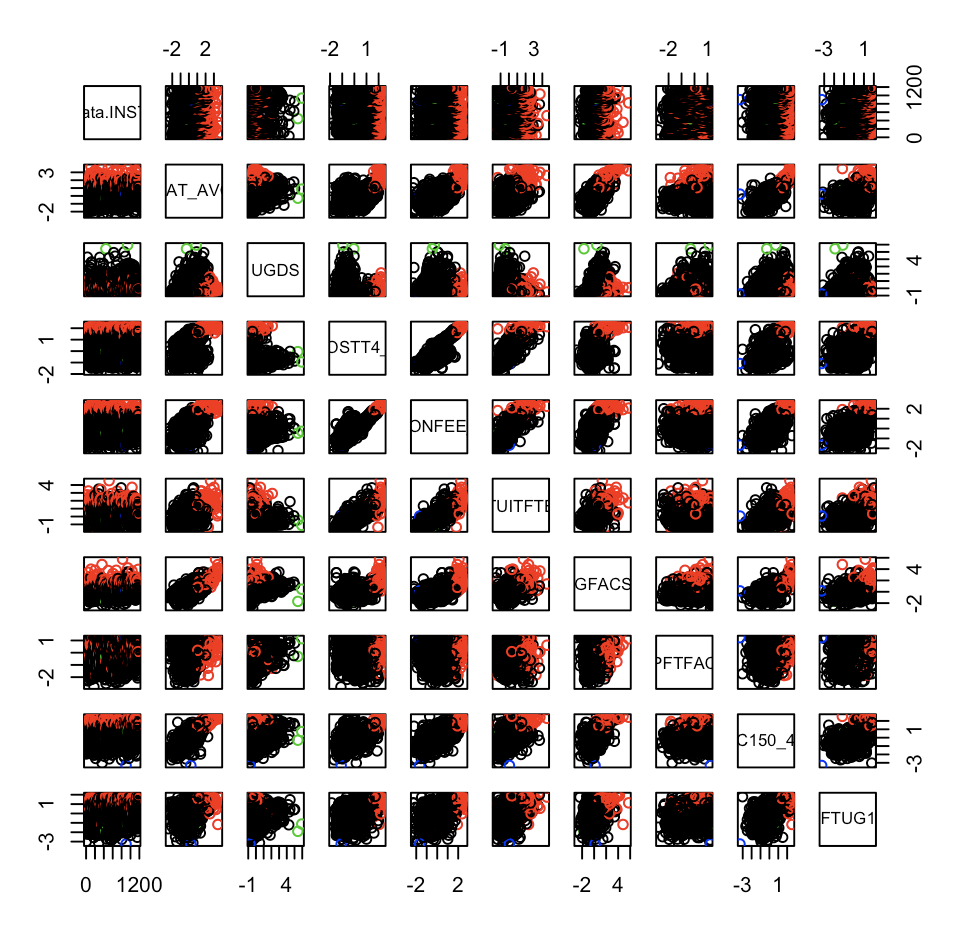 -2 2 -2 1 -1 3 -2 1 -3 1
ata.INST 0 1200
3 -2 AT_AVG
UGDS 4 -1
1 -2 OSTT4_
ONFEE 2 -2
4 -1 TUITFTE
GFACS 4 -2
1 -2 PFTFAC
C150_4 1 -3
1 -3 FTUG1
0 1200 -1 4 -2 2 -2 4 -3 1